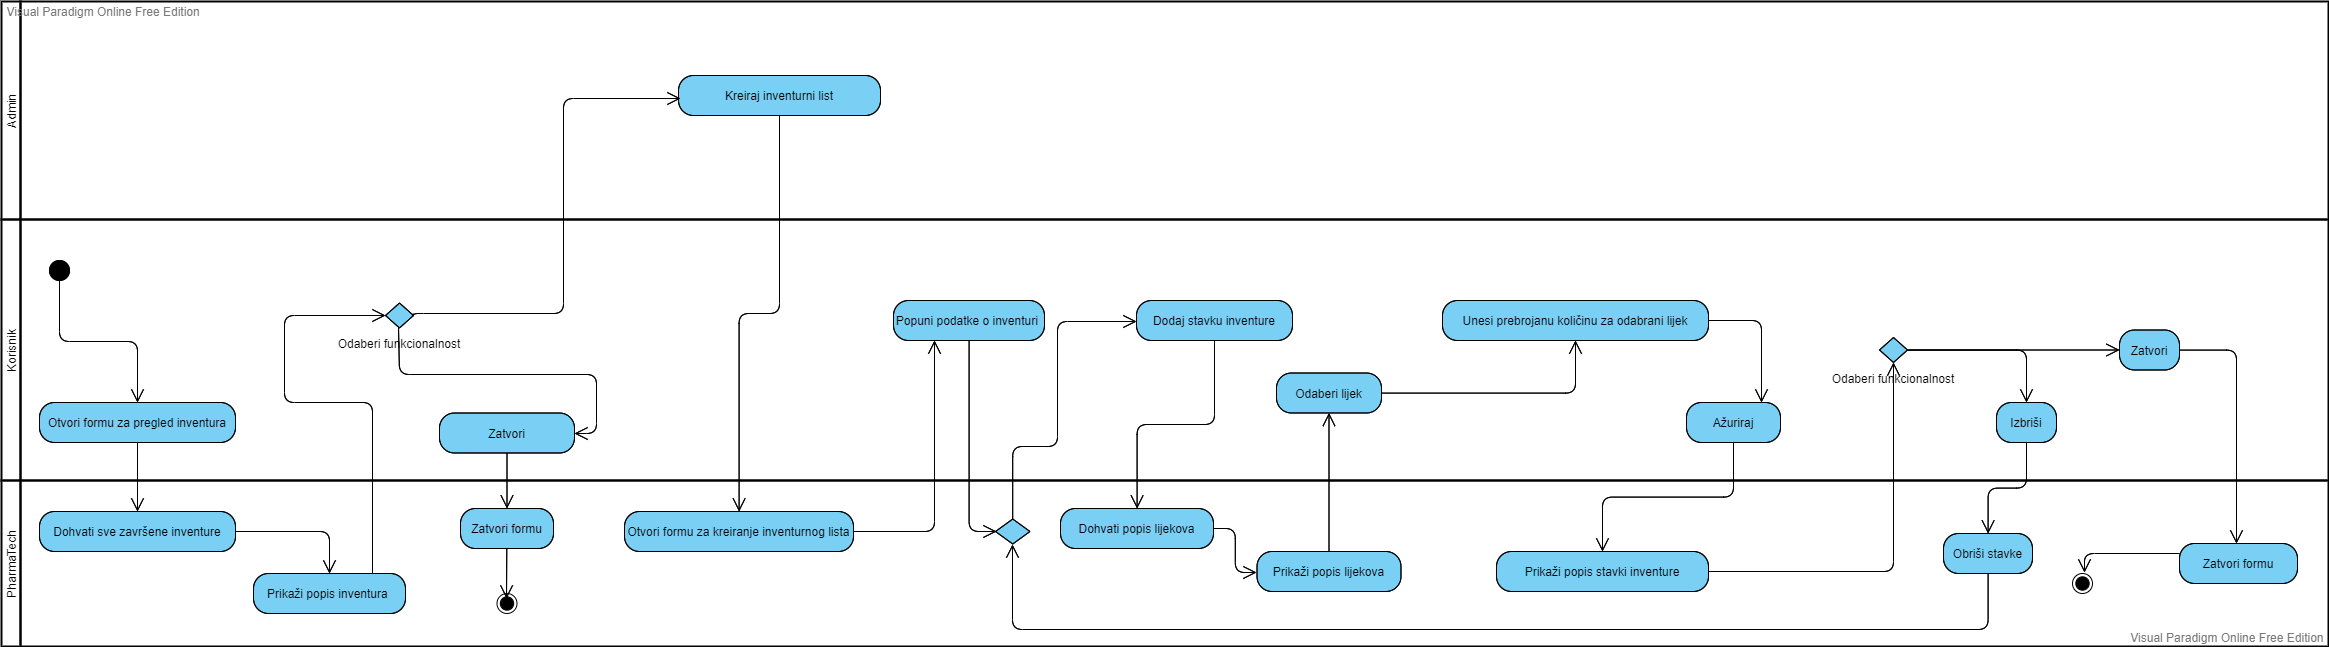 Visual Paradigm Online Free Edition
Admin
Kreiraj inventurni list
Korisnik
Odaberi funkcionalnost
Otvori formu za pregled inventura
Zatvori
Popuni podatke o inventuri
Dodaj stavku inventure
Odaberi lijek
Unesi prebrojanu količinu za odabrani lijek
Ažuriraj
Odaberi funkcionalnost
Zatvori
Izbriši
PharmaTech
Dohvati sve završene inventure
Prikaži popis inventura
Zatvori formu
Otvori formu za kreiranje inventurnog lista
Dohvati popis lijekova
Prikaži popis lijekova
Prikaži popis stavki inventure
Obriši stavke
Zatvori formu
Visual Paradigm Online Free Edition